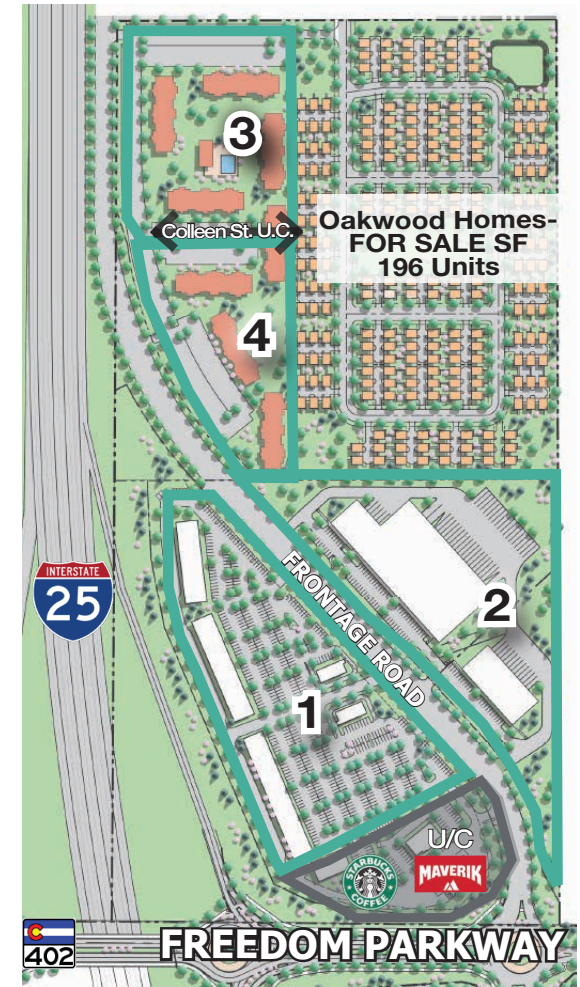 3
Colleen St. U.C.
Oakwood Homes-
FOR SALE SF
196 Units
4
INTERSTATE
25
FRONTAGE ROAD
2
1
U/C
STARBUCKS
COFFEE
MAVERIK
C
402
FREEDOM PARKWAY